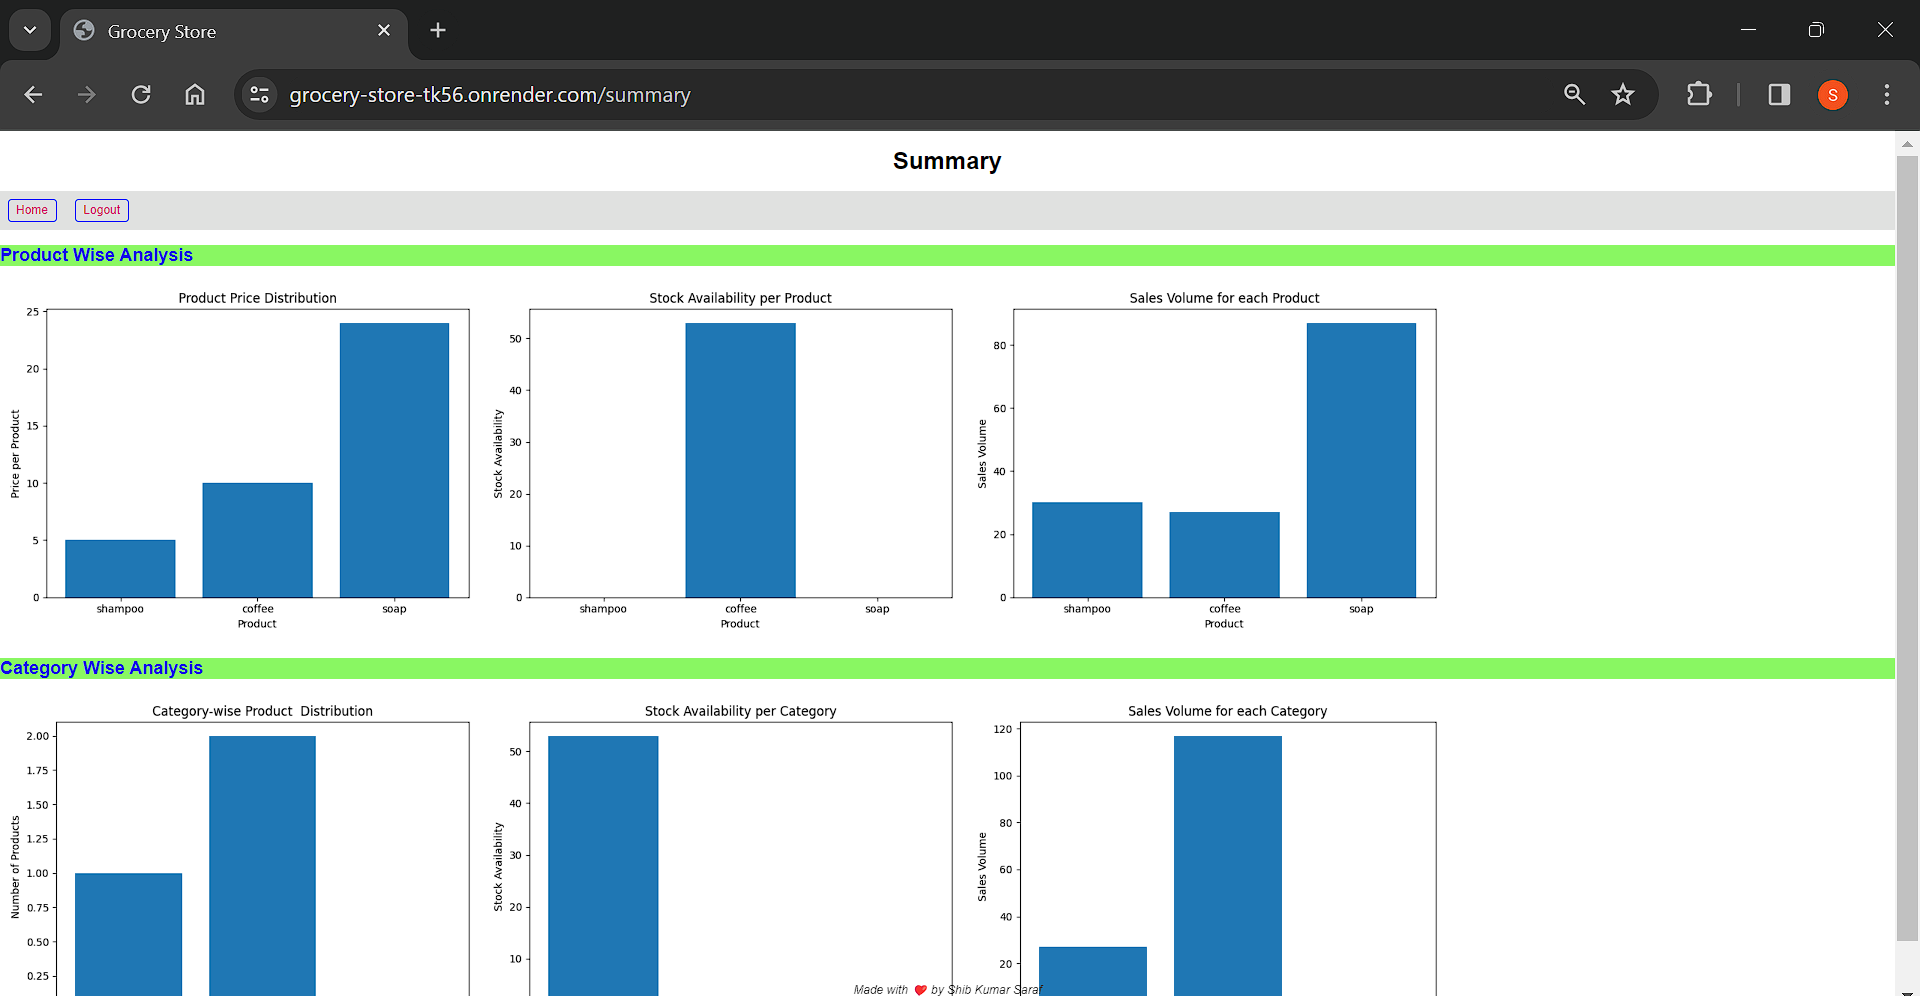 Grocery Store
grocery-store-tk56.onrender.com/summary
S
Summary
Home Logout
Product Wise Analysis
Product Price Distribution
25
20
15
10
5
0
Price per Product
shampoo coffee soap
Product
Stock Availability per Product
50
40
30
20
10
0
Stock Availability
shampoo coffee soap
Product
Sales Volume for each Product
80
60
40
20
0
Sales Volume
shampoo coffee soap
Product
Category Wise Analysis
Category-wise Product  Distribution
2.00
1.75
1.50
1.25
1.00
0.75
0.50
0.25
Number of Products
Stock Availability per Category
50
40
30
20
10
Stock Availability
Sales Volume for each Category
120
100
80
60
40
20
Sales Volume
Made with ❤️ by Shib Kumar Saraf